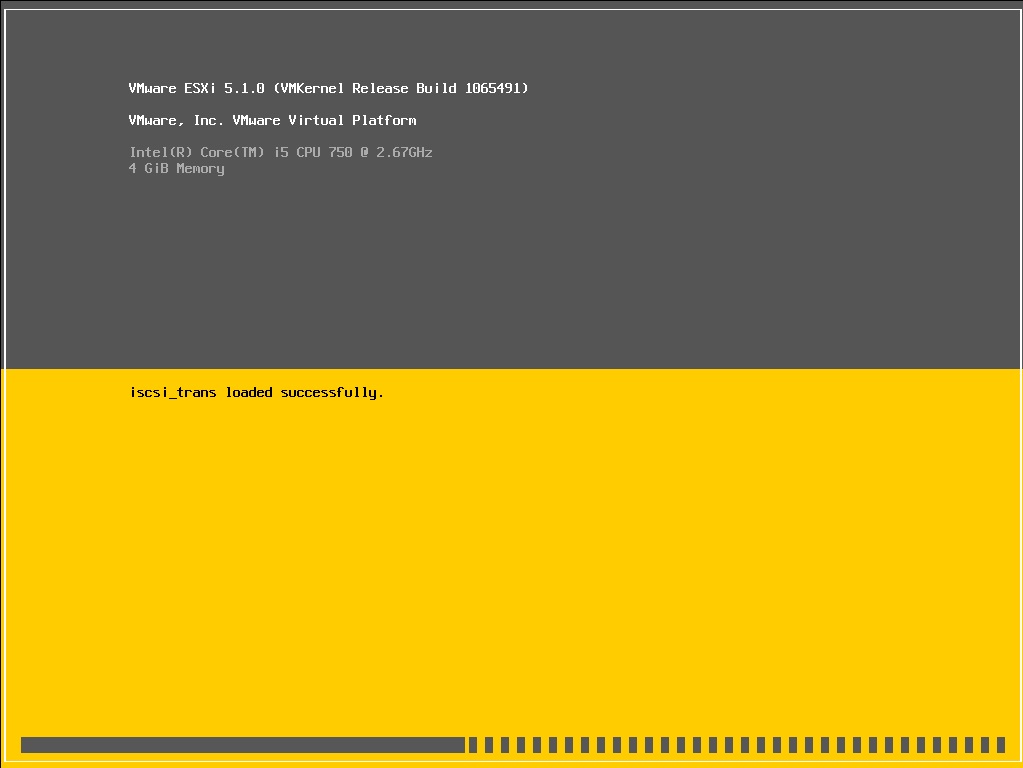 VMware ESXi 5.1.0 (VMKernel Release Build 1065491)
VMware, Inc. VMware Virtual Platform
Intel(R) Core(TM) i5 CPU 750 @ 2.67GHz
4 GiB Memory
iscsi_trans loaded successfully.